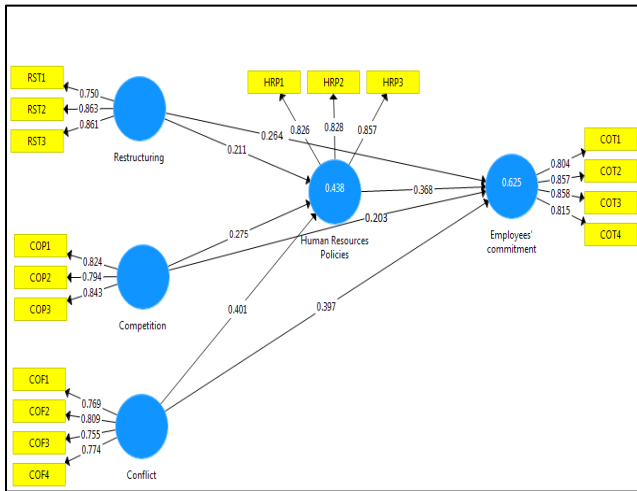 HRP1 HRP2 HRP3
RST1
RST2
RST3
0.750
0.863
0.861
Restructuring
0.826
0.828
0.857
0.264
0.211
COT1
COT2
COT3
COT4
0.804
0.857
0.858
0.815
0.438
0.625
0.368
Human Resources
Policies
Employees'
commitment
0.203
0.275
COP1
COP2
COP3
0.824
0.794
0.843
Competition
0.401
0.397
COF1
COF2
COF3
COF4
0.769
0.809
0.755
0.774
Conflict